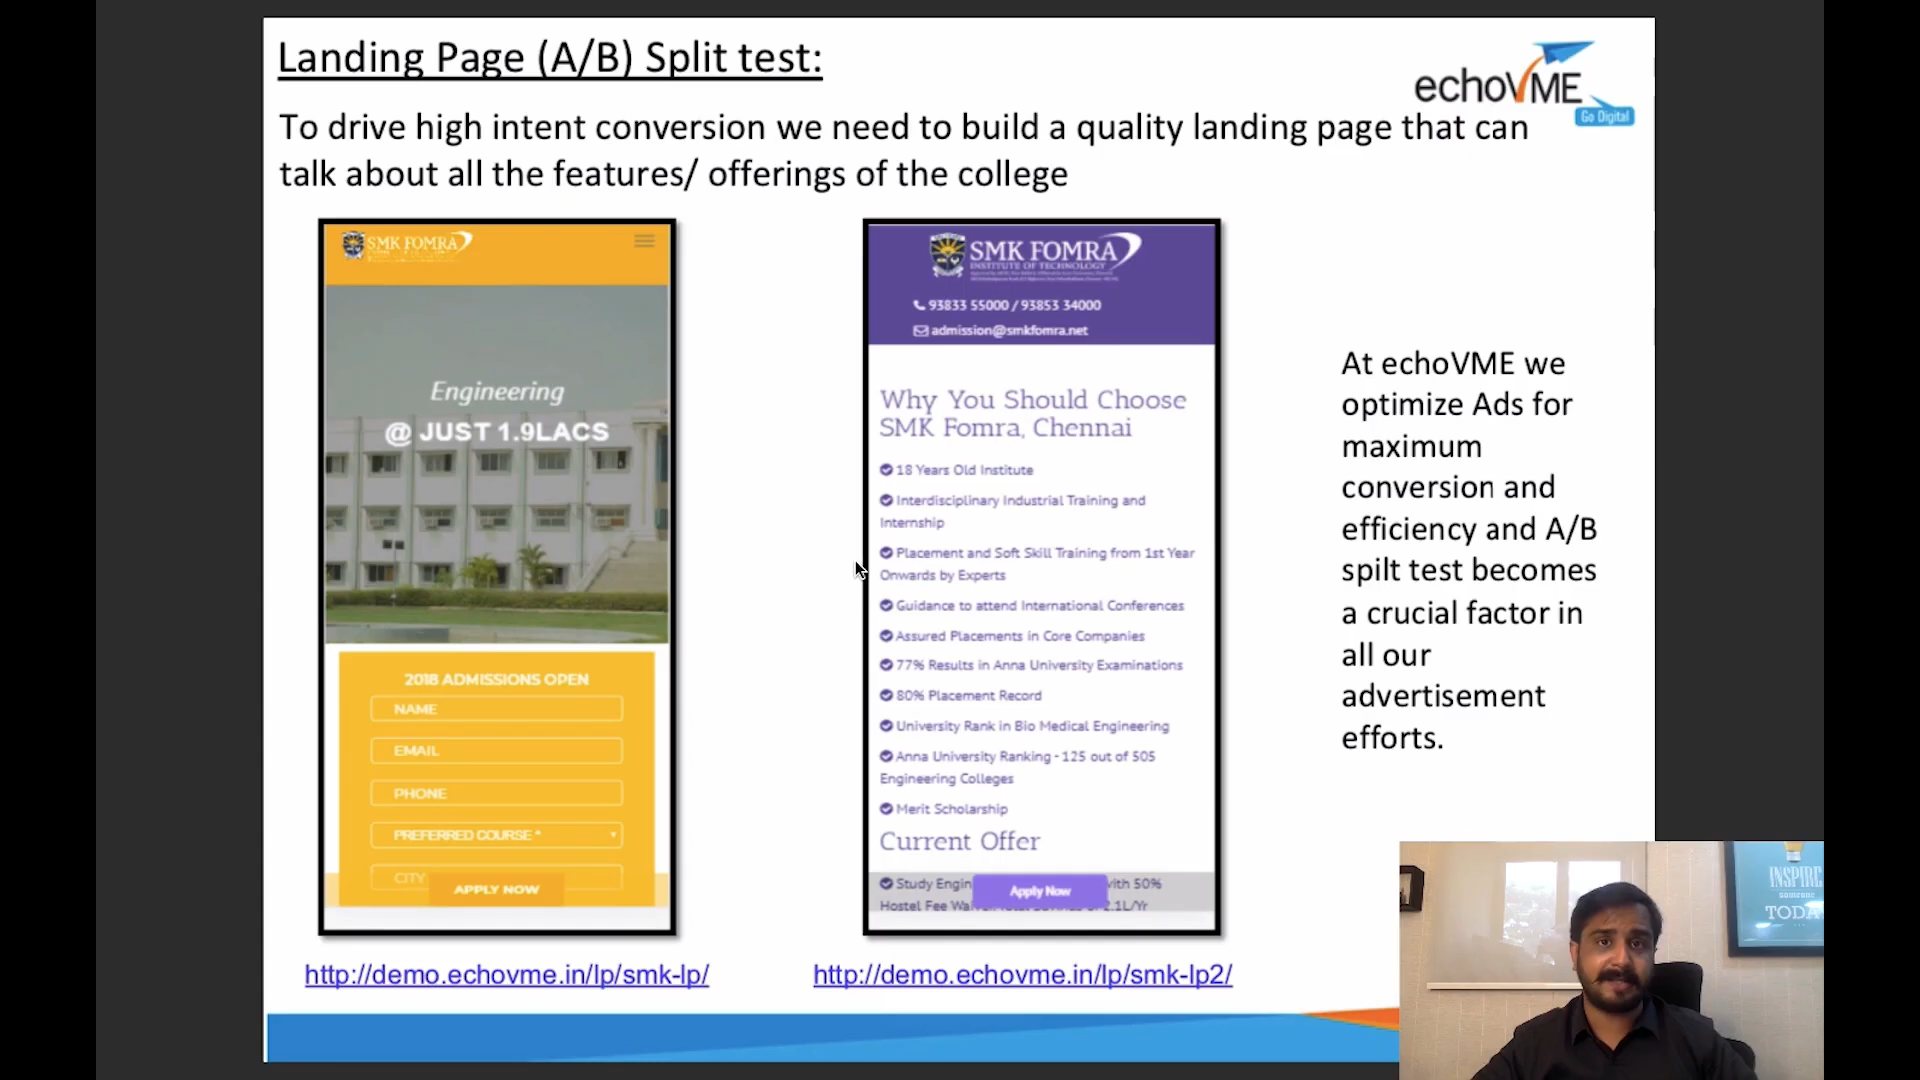 Landing Page (A/B) Split test:
echoVME
Go Digital
To drive high intent conversion we need to build a quality landing page that can
talk about all the features/ offerings of the college
SMK FOMRA
Engineering
@ JUST 1.9LACS
2018 ADMISSIONS OPEN
NAME
EMAIL
PHONE
PREFERRED COURSE *
CITY
APPLY NOW
http://demo.echovme.in/lp/smk-lp/
SMK FOMRA
INSTITUTE OF TECHNOLOGY
93833 55000 / 93853 34000
admission@smkfomra.net
Why You Should Choose
SMK Fomra, Chennai
18 Years Old Institute
Interdisciplinary Industrial Training and
Internship
Placement and Soft Skill Training from 1st Year
Onwards by Experts
Guidance to attend International Conferences
Assured Placements in Core Companies
77% Results in Anna University Examinations
80% Placement Record
University Rank in Bio Medical Engineering
Anna University Ranking - 125 out of 505
Engineering Colleges
Merit Scholarship
Current Offer
Study Engin
with 50%
Apply Now
Hostel Fee
2.1L/Yr
http://demo.echovme.in/lp/smk-lp2/
At echoVME we
optimize Ads for
maximum
conversion and
efficiency and A/B
spilt test becomes
a crucial factor in
all our
advertisement
efforts.
INSPIRE
someone
TODA